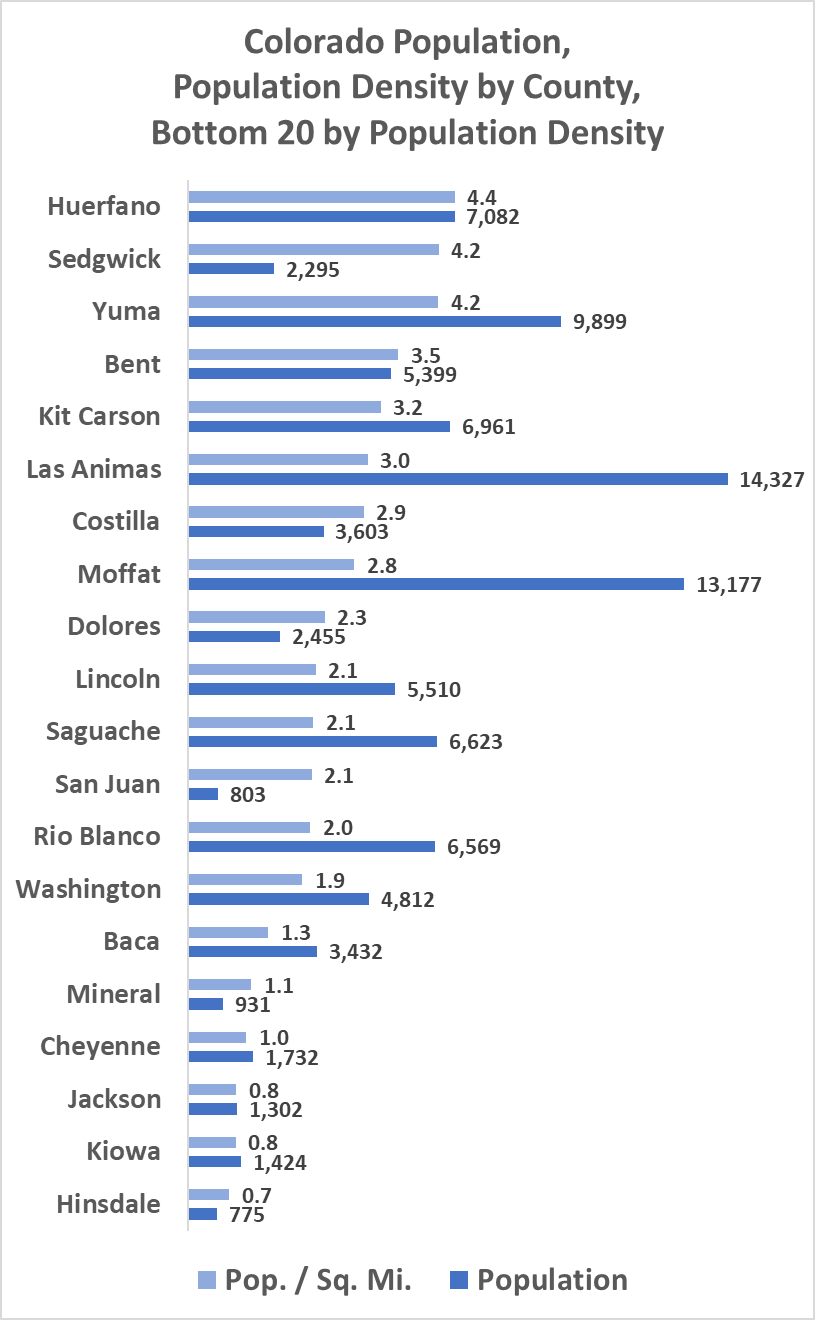 Colorado Population,
Population Density by County,
Bottom 20 by Population Density
Huerfano
4.4
7,082
Sedgwick
4.2
2,295
Yuma
4.2
9,899
Bent
3.5
5,399
Kit Carson
3.2
6,961
Las Animas
3.0
14,327
Costilla
2.9
3,603
Moffat
2.8
13,177
Dolores
2.3
2,455
Lincoln
2.1
5,510
Saguache
2.1
6,623
San Juan
2.1
803
Rio Blanco
2.0
6,569
Washington
1.9
4,812
Baca
1.3
3,432
Mineral
1.1
931
Cheyenne
1.0
1,732
Jackson
0.8
1,302
Kiowa
0.8
1,424
Hinsdale
0.7
775
Pop. / Sq. Mi. Population